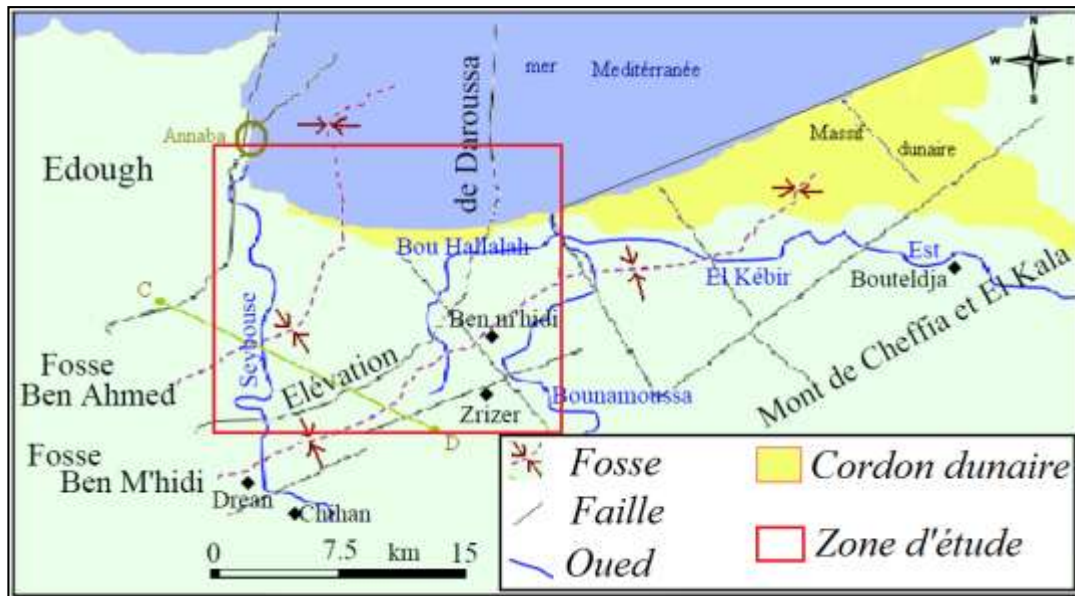 N
W E
S
mer Meditérranée
de Daroussa
Annaba
Massif
dunaire
Edough
Bou Hallalah
Est
El Kébir
Bouteldja
C
Seybouse
Ben m'hidi
Fosse
Ben Ahmed
Elévation
Mont de Cheffia et El Kala
Bounamoussa
Zrizer
D
Fosse
Ben M'hidi
Drean
Chihan
0 7.5 15
km
Fosse
Faille
Oued
Cordon dunaire
Zone d'étude